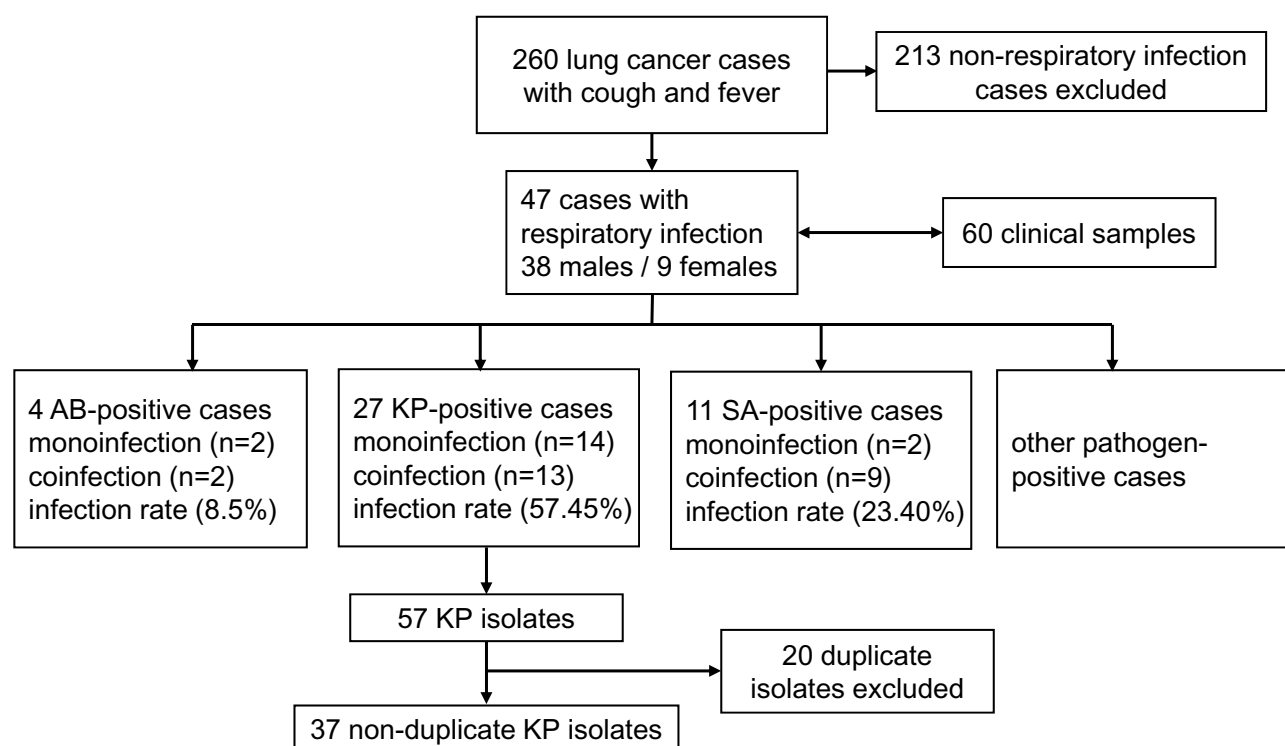 260 lung cancer cases
with cough and fever
213 non-respiratory infection
cases excluded
47 cases with
respiratory infection
38 males / 9 females
60 clinical samples
4 AB-positive cases
monoinfection (n=2)
coinfection (n=2)
infection rate (8.5%)
27 KP-positive cases
monoinfection (n=14)
coinfection (n=13)
infection rate (57.45%)
11 SA-positive cases
monoinfection (n=2)
coinfection (n=9)
infection rate (23.40%)
other pathogen-
positive cases
57 KP isolates
20 duplicate
isolates excluded
37 non-duplicate KP isolates